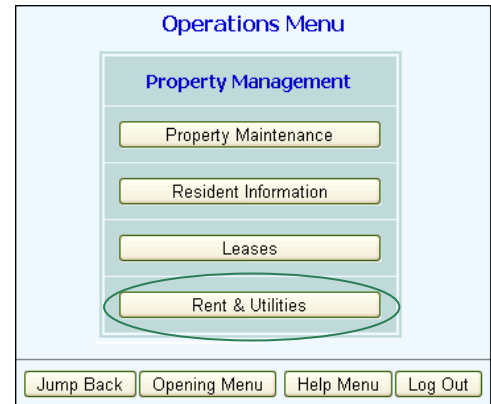 Operations Menu
Property Management
Property Maintenance
Resident Information
Leases
Rent & Utilities
Jump Back Opening Menu Help Menu Log Out